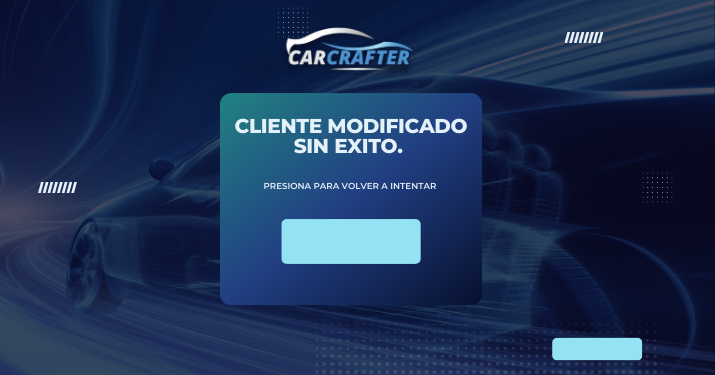 CARCRAFTER
CLIENTE MODIFICADO
SIN EXITO.
PRESIONA PARA VOLVER A INTENTAR